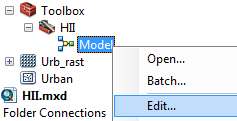 Toolbox
HII
Model
Open...
Urb_rast
Batch...
Urban
HII.mxd
Edit...
Folder Connections